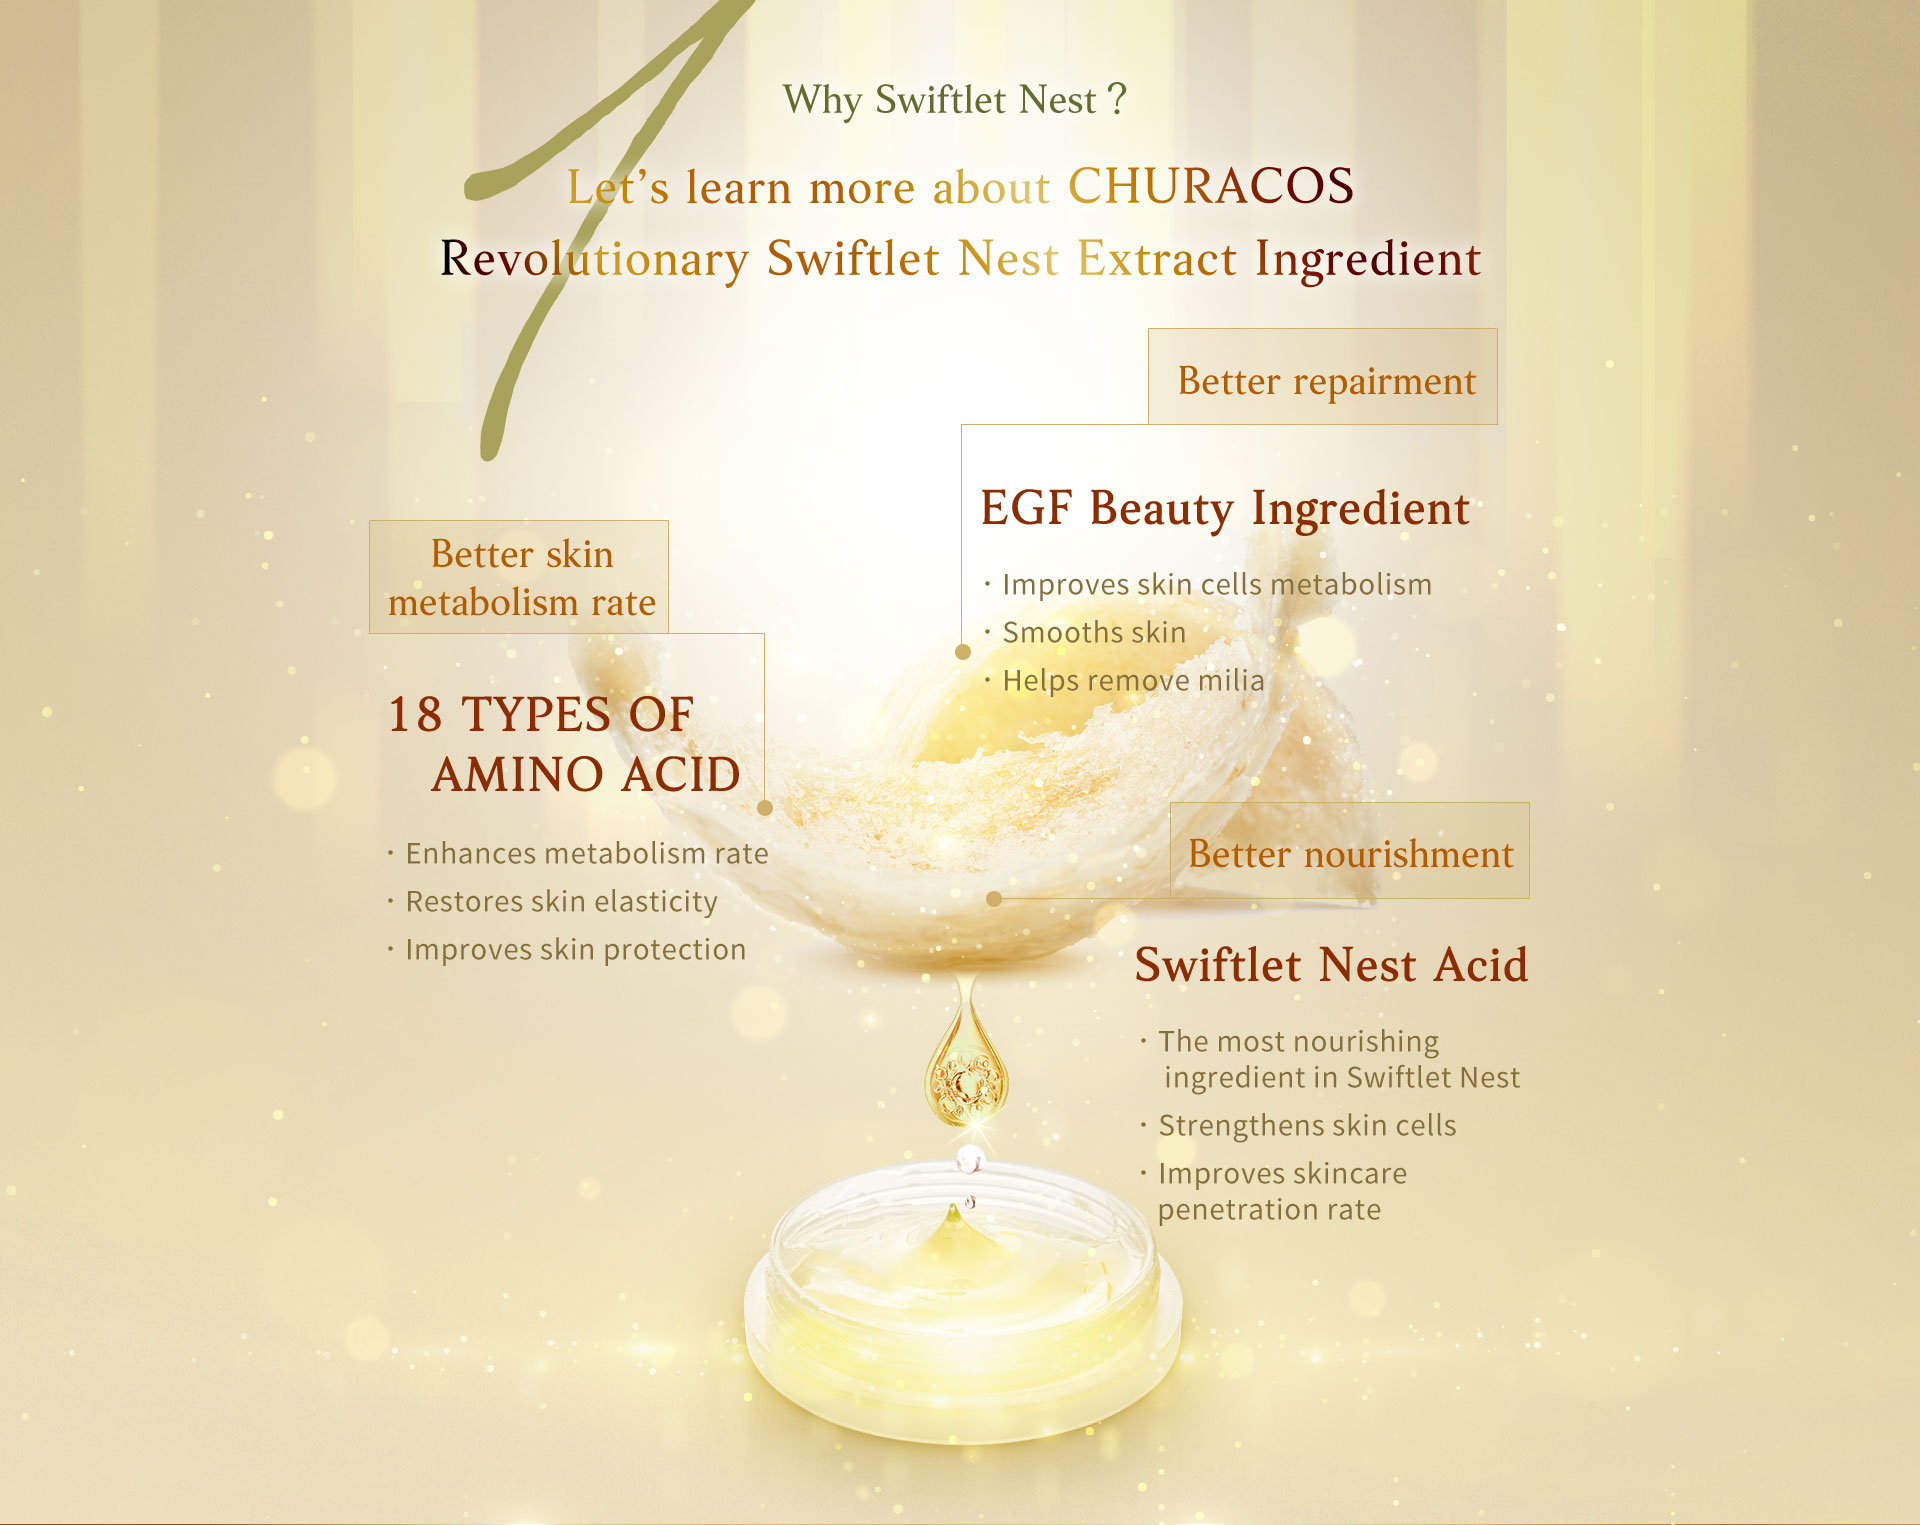 Why Swiftlet Nest ?
Let's learn more about CHURACOS
Revolutionary Swiftlet Nest Extract Ingredient
Better repairment
EGF Beauty Ingredient
· Improves skin cells metabolism
· Smooths skin
· Helps remove milia
Better skin
metabolism rate
18 TYPES OF
AMINO ACID
· Enhances metabolism rate
· Restores skin elasticity
· Improves skin protection
Better nourishment
Swiftlet Nest Acid
· The most nourishing
ingredient in Swiftlet Nest
· Strengthens skin cells
· Improves skincare
penetration rate